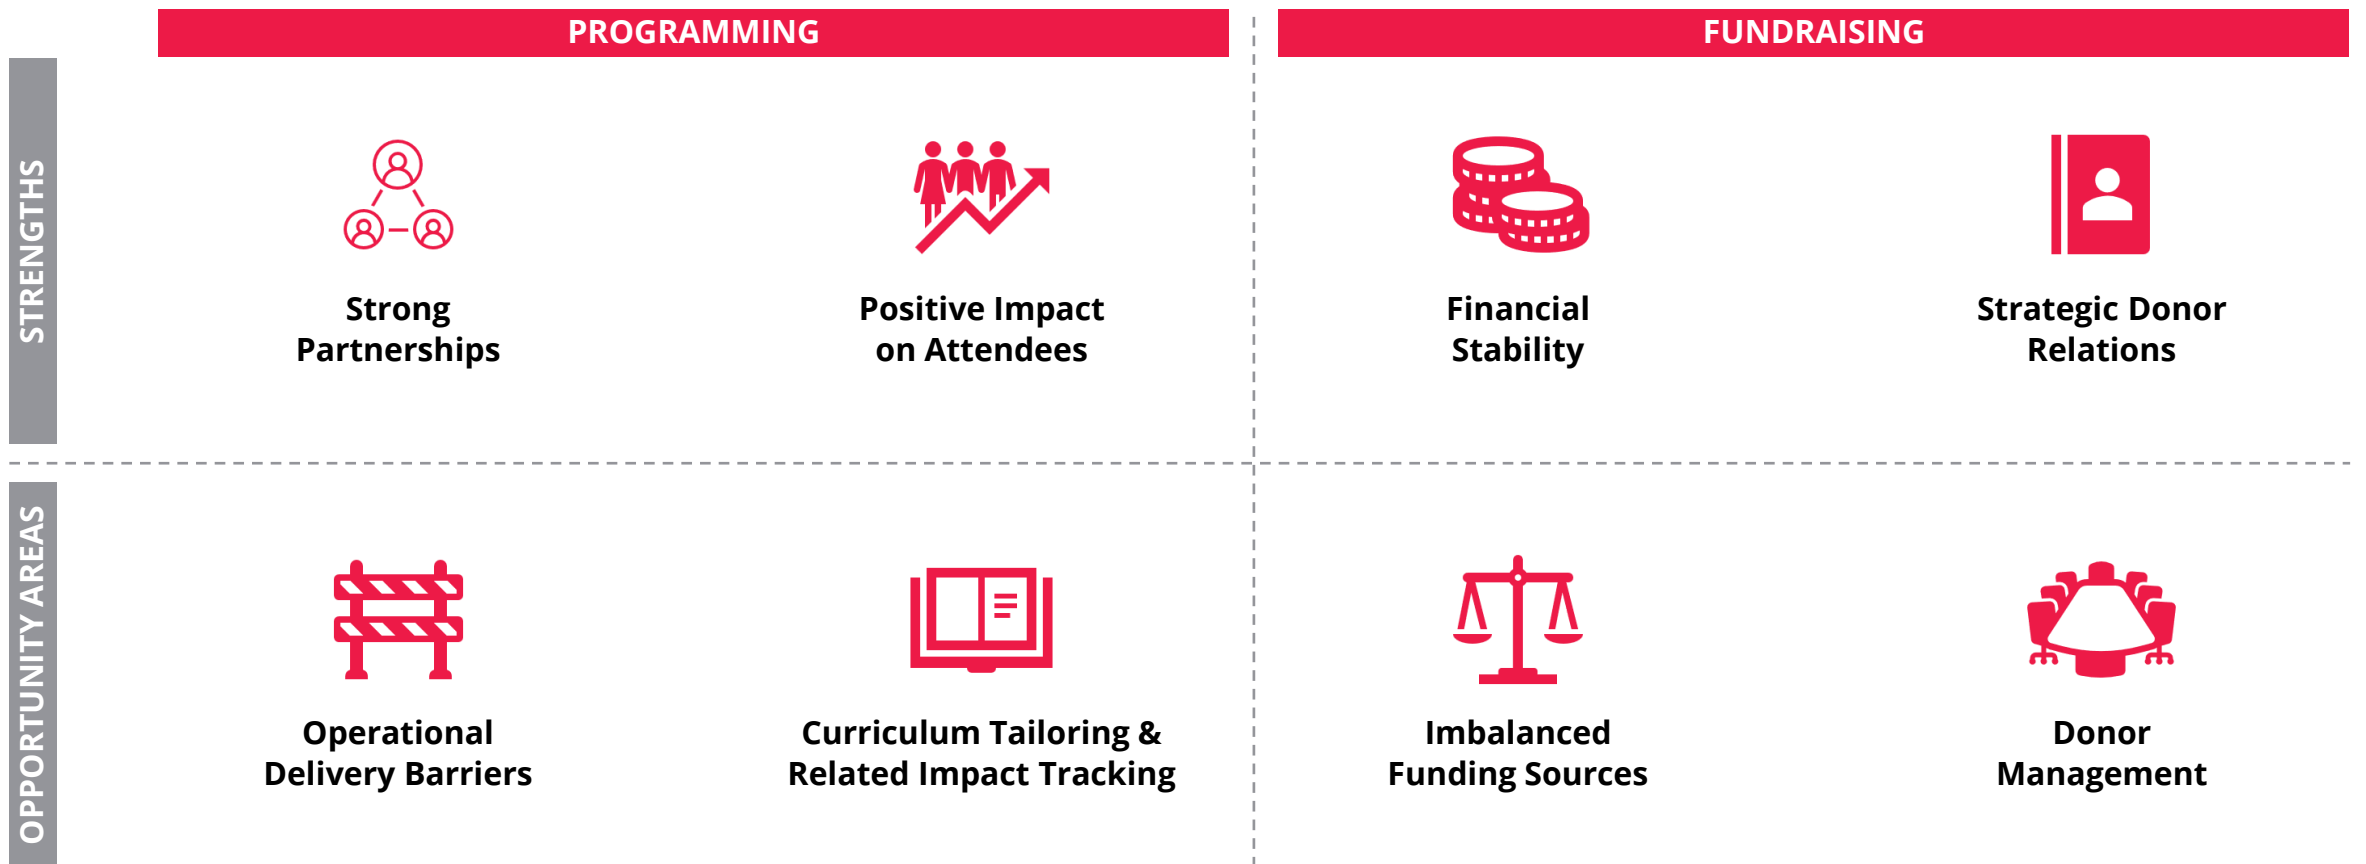 PROGRAMMING
FUNDRAISING
STRENGTHS
Strong
Partnerships
Positive Impact
on Attendees
Financial
Stability
Strategic Donor
Relations
OPPORTUNITY AREAS
Operational
Delivery Barriers
Curriculum Tailoring &
Related Impact Tracking
Imbalanced
Funding Sources
Donor
Management